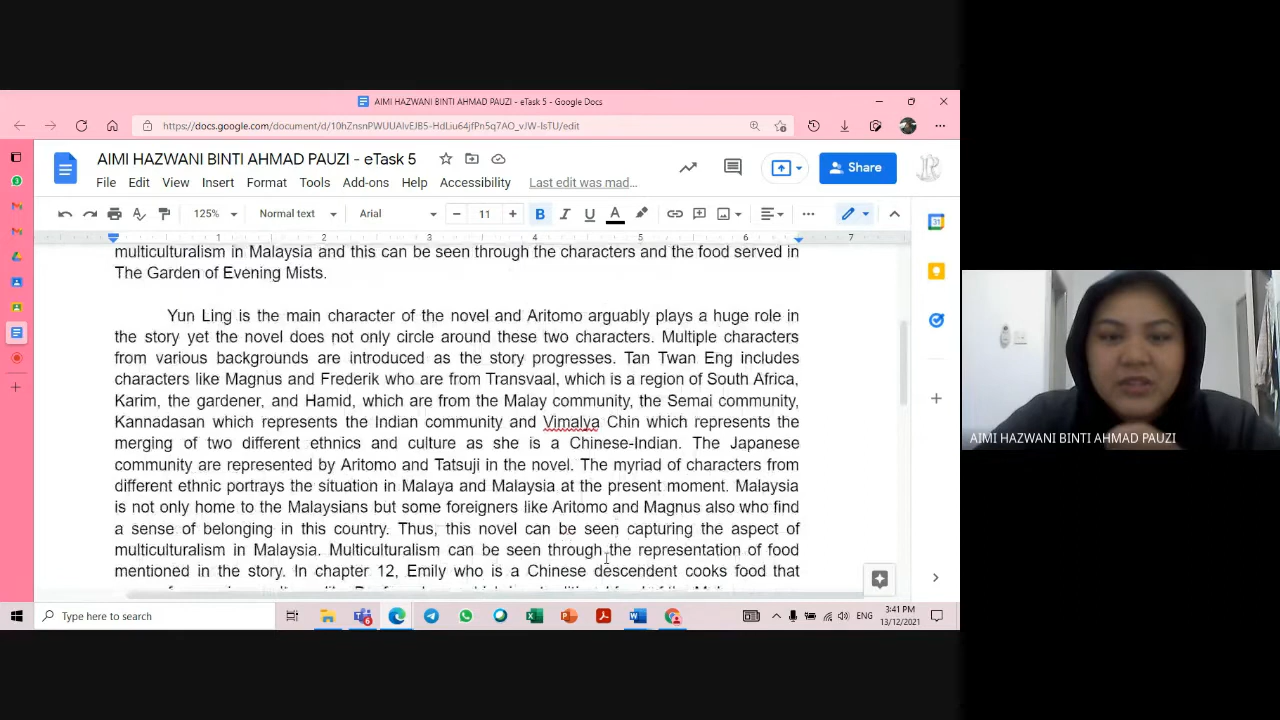 AIMI HAZWANI BINTI AHMAD PAUZI - eTask 5 - Google Docs
https://docs.google.com/document/d/10hZnsnPWUUAlvEJB5-HdLiu64jfPn5q7AO_vJW-lsTU/edit
AIMI HAZWANI BINTI AHMAD PAUZI - eTask 5
Share
File Edit View Insert Format Tools Add-ons Help Accessibility Last edit was mad...
125% Normal text Arial 11 B I U A
1 2 3 4 5 6 7
multiculturalism in Malaysia and this can be seen through the characters and the food served in
The Garden of Evening Mists.
Yun Ling is the main character of the novel and Aritomo arguably plays a huge role in
the story yet the novel does not only circle around these two characters. Multiple characters
from various backgrounds are introduced as the story progresses. Tan Twan Eng includes
characters like Magnus and Frederik who are from Transvaal, which is a region of South Africa,
Karim, the gardener, and Hamid, which are from the Malay community, the Semai community,
Kannadasan which represents the Indian community and Vimalya Chin which represents the
merging of two different ethnics and culture as she is a Chinese-Indian. The Japanese
community are represented by Aritomo and Tatsuji in the novel. The myriad of characters from
different ethnic portrays the situation in Malaya and Malaysia at the present moment. Malaysia
is not only home to the Malaysians but some foreigners like Aritomo and Magnus also who find
a sense of belonging in this country. Thus, this novel can be seen capturing the aspect of
multiculturalism in Malaysia. Multiculturalism can be seen through the representation of food
mentioned in the story. In chapter 12, Emily who is a Chinese descendent cooks food that
AIMI HAZWANI BINTI AHMAD PAUZI
Type here to search
ENG
3:41 PM
13/12/2021